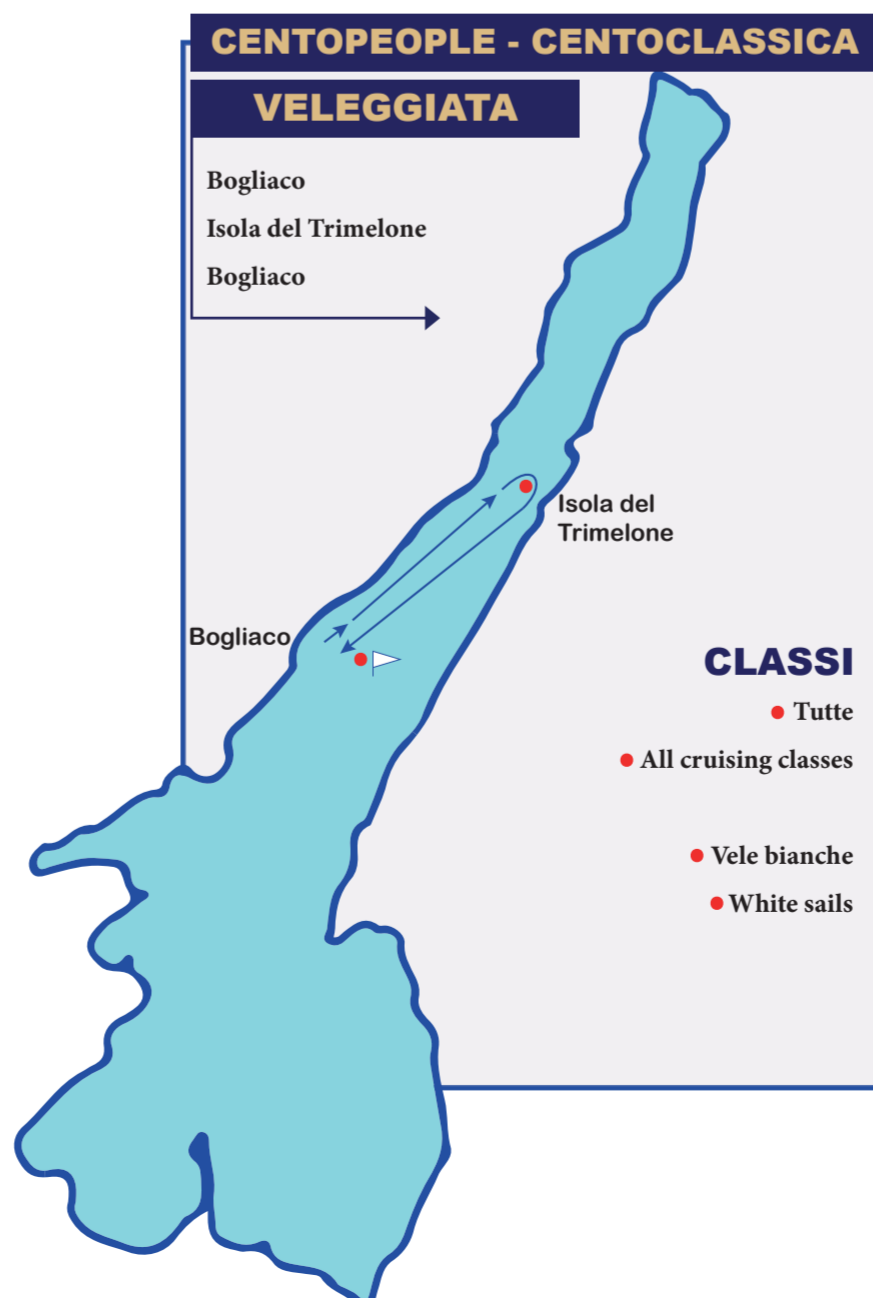 CENTOPEOPLE - CENTOCLASSICA
VELEGGIATA
Bogliaco
Isola del Trimelone
Bogliaco
Isola del
Trimelone
Bogliaco
CLASSI
Tutte
All cruising classes
Vele bianche
White sails